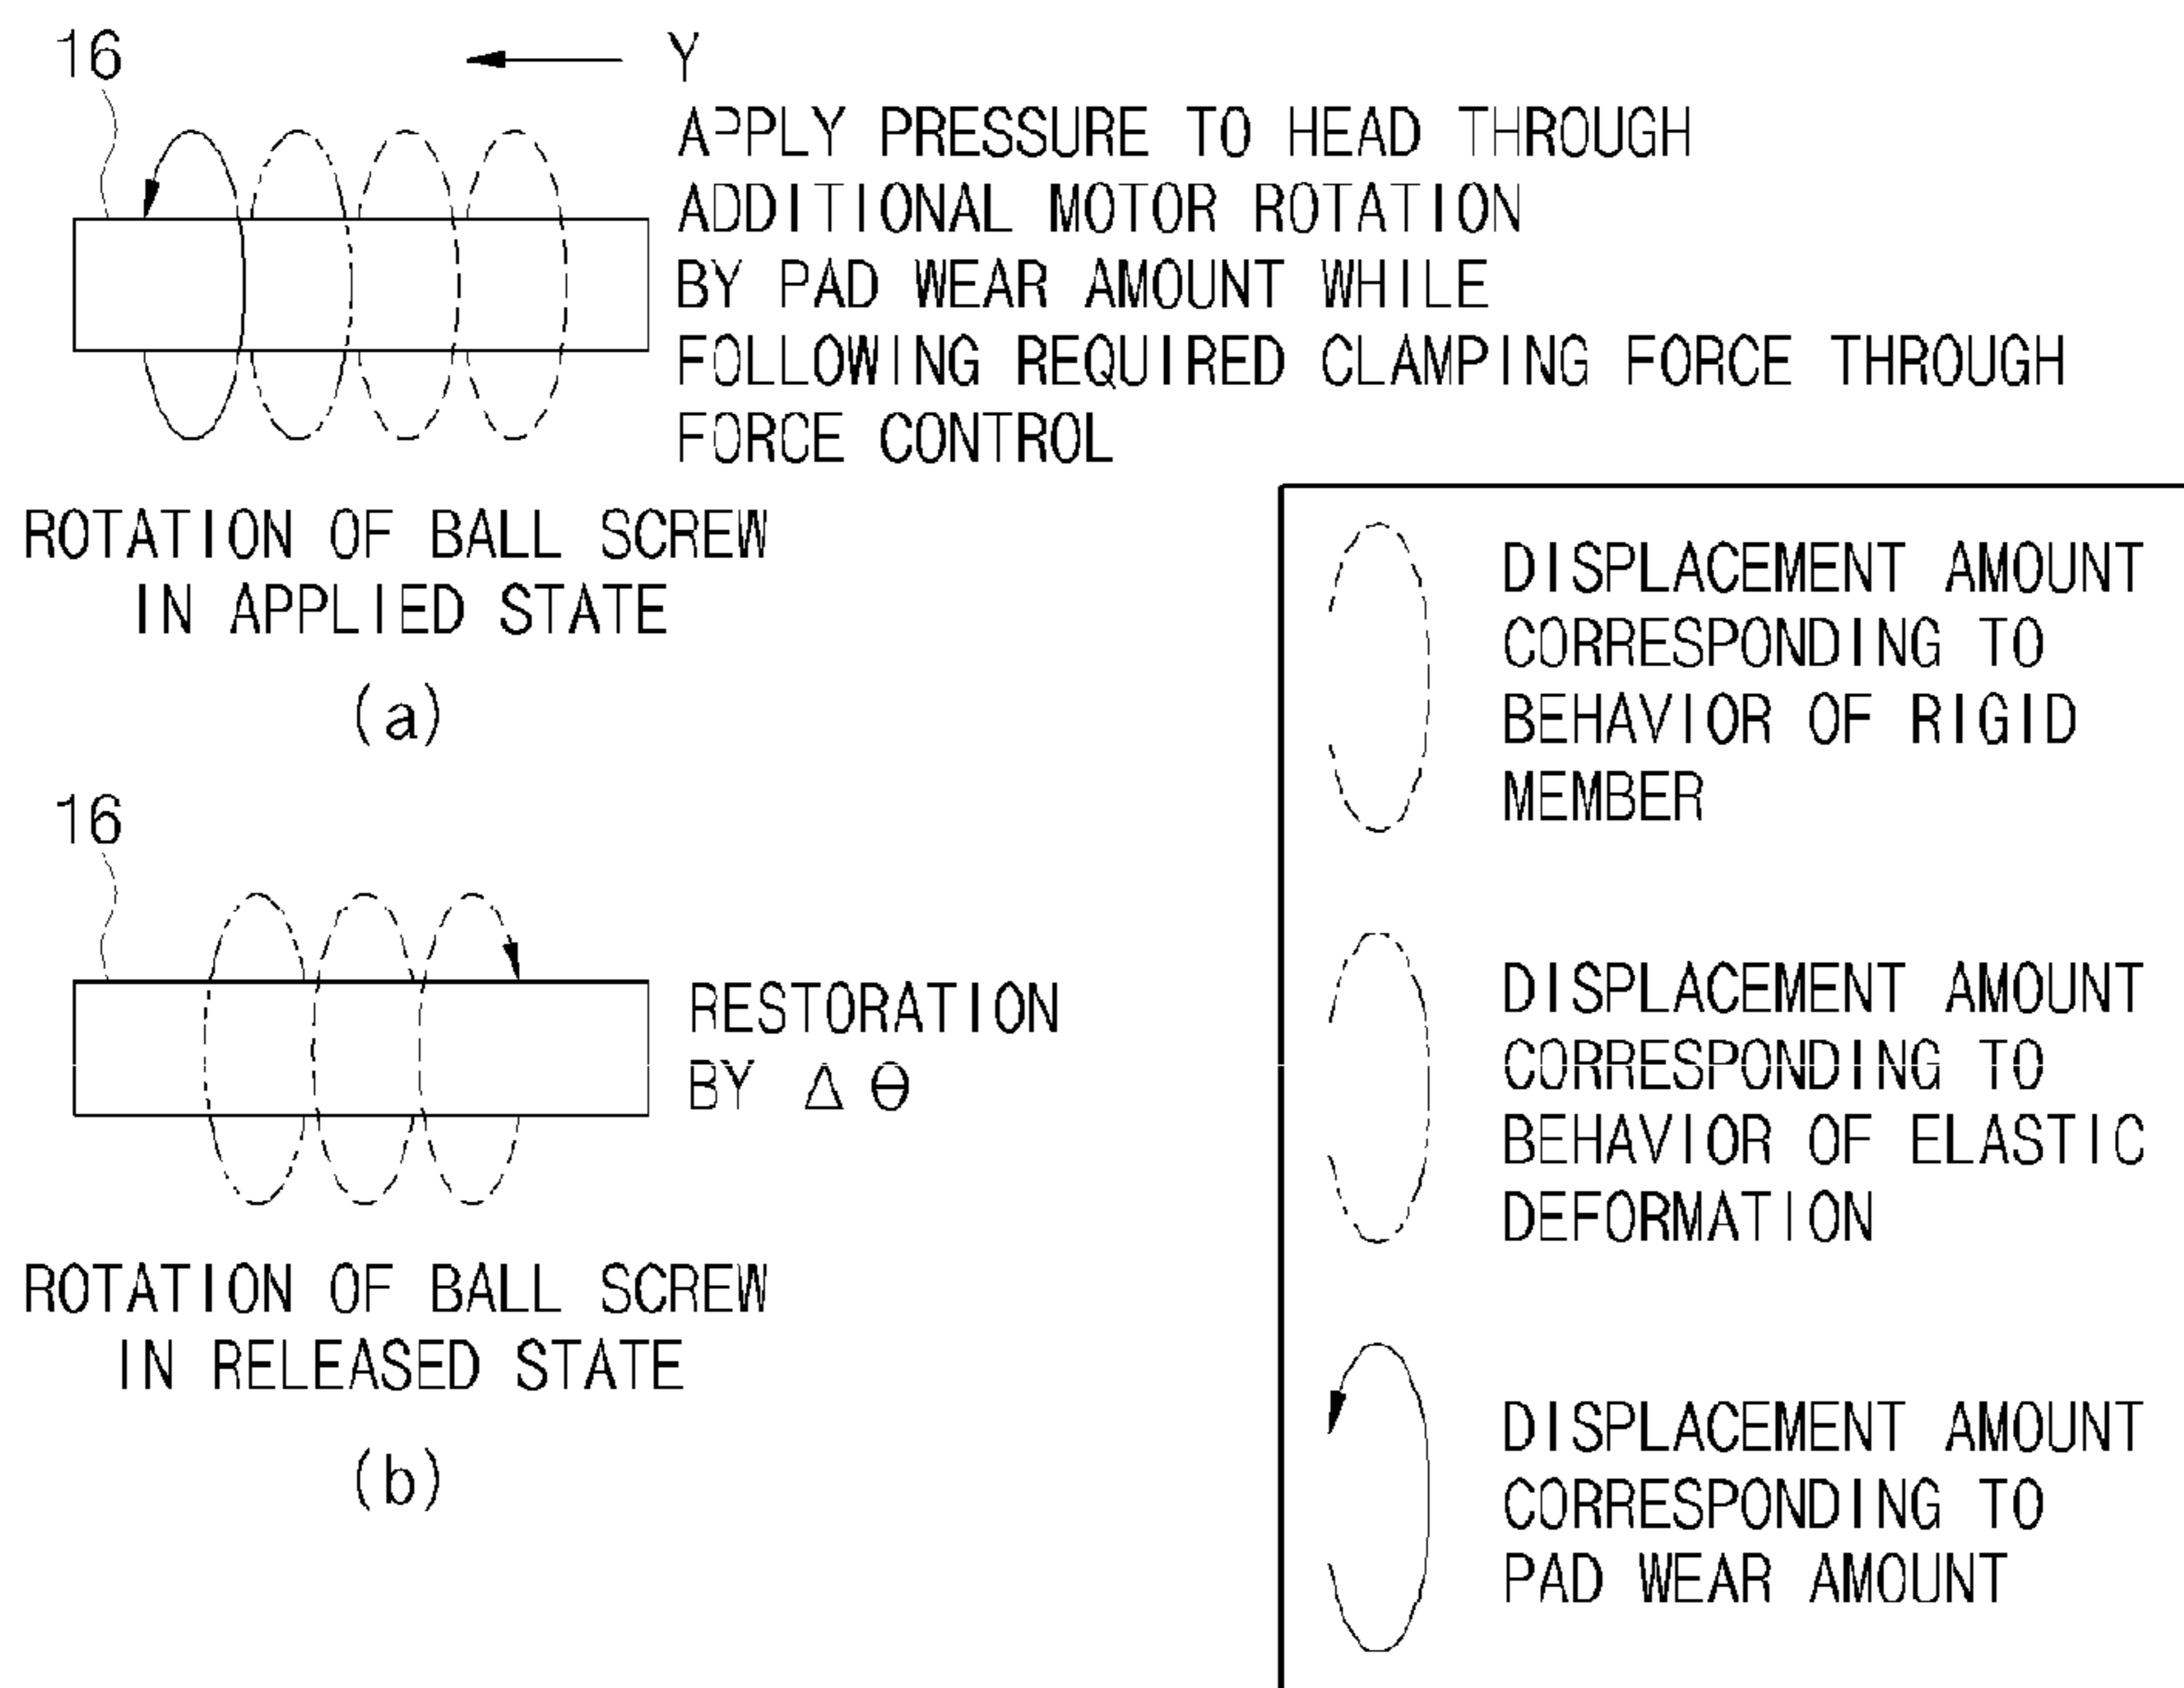 16
Y
APPLY PRESSURE TO HEAD THROUGH
ADDITIONAL MOTOR ROTATION
BY PAD WEAR AMOUNT WHILE
FOLLOWING REQUIRED CLAMPING FORCE THROUGH
FORCE CONTROL
ROTATION OF BALL SCREW
IN APPLIED STATE
(a)
16
RESTORATION
BY Δ θ
ROTATION OF BALL SCREW
IN RELEASED STATE
(b)
DISPLACEMENT AMOUNT
CORRESPONDING TO
BEHAVIOR OF RIGID
MEMBER
DISPLACEMENT AMOUNT
CORRESPONDING TO
BEHAVIOR OF ELASTIC
DEFORMATION
DISPLACEMENT AMOUNT
CORRESPONDING TO
PAD WEAR AMOUNT